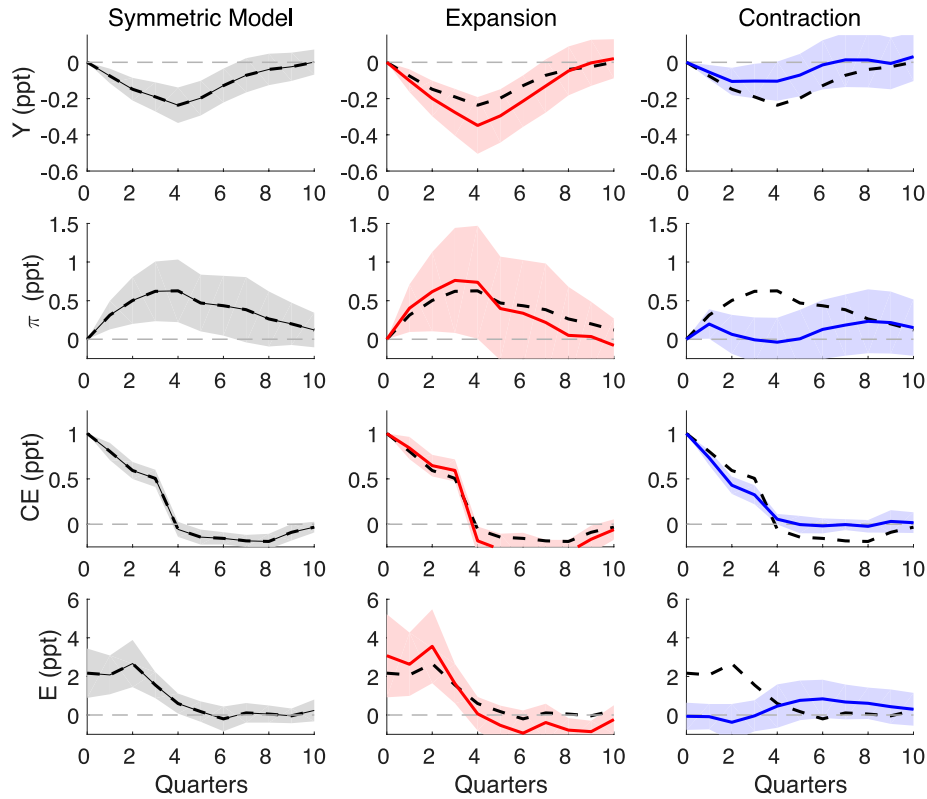 Symmetric Model Expansion Contraction
Y (ppt)
0 0 0
-0.2 -0.2 -0.2
-0.4 -0.4 -0.4
-0.6 -0.6 -0.6
0 2 4 6 8 10 0 2 4 6 8 10 0 2 4 6 8 10
π (ppt)
1.5 1.5 1.5
1 1 1
0.5 0.5 0.5
0 0 0
0 2 4 6 8 10 0 2 4 6 8 10 0 2 4 6 8 10
CE (ppt)
1 1 1
0.5 0.5 0.5
0 0 0
0 2 4 6 8 10 0 2 4 6 8 10 0 2 4 6 8 10
E (ppt)
6 6 6
4 4 4
2 2 2
0 0 0
0 2 4 6 8 10 0 2 4 6 8 10 0 2 4 6 8 10
Quarters Quarters Quarters